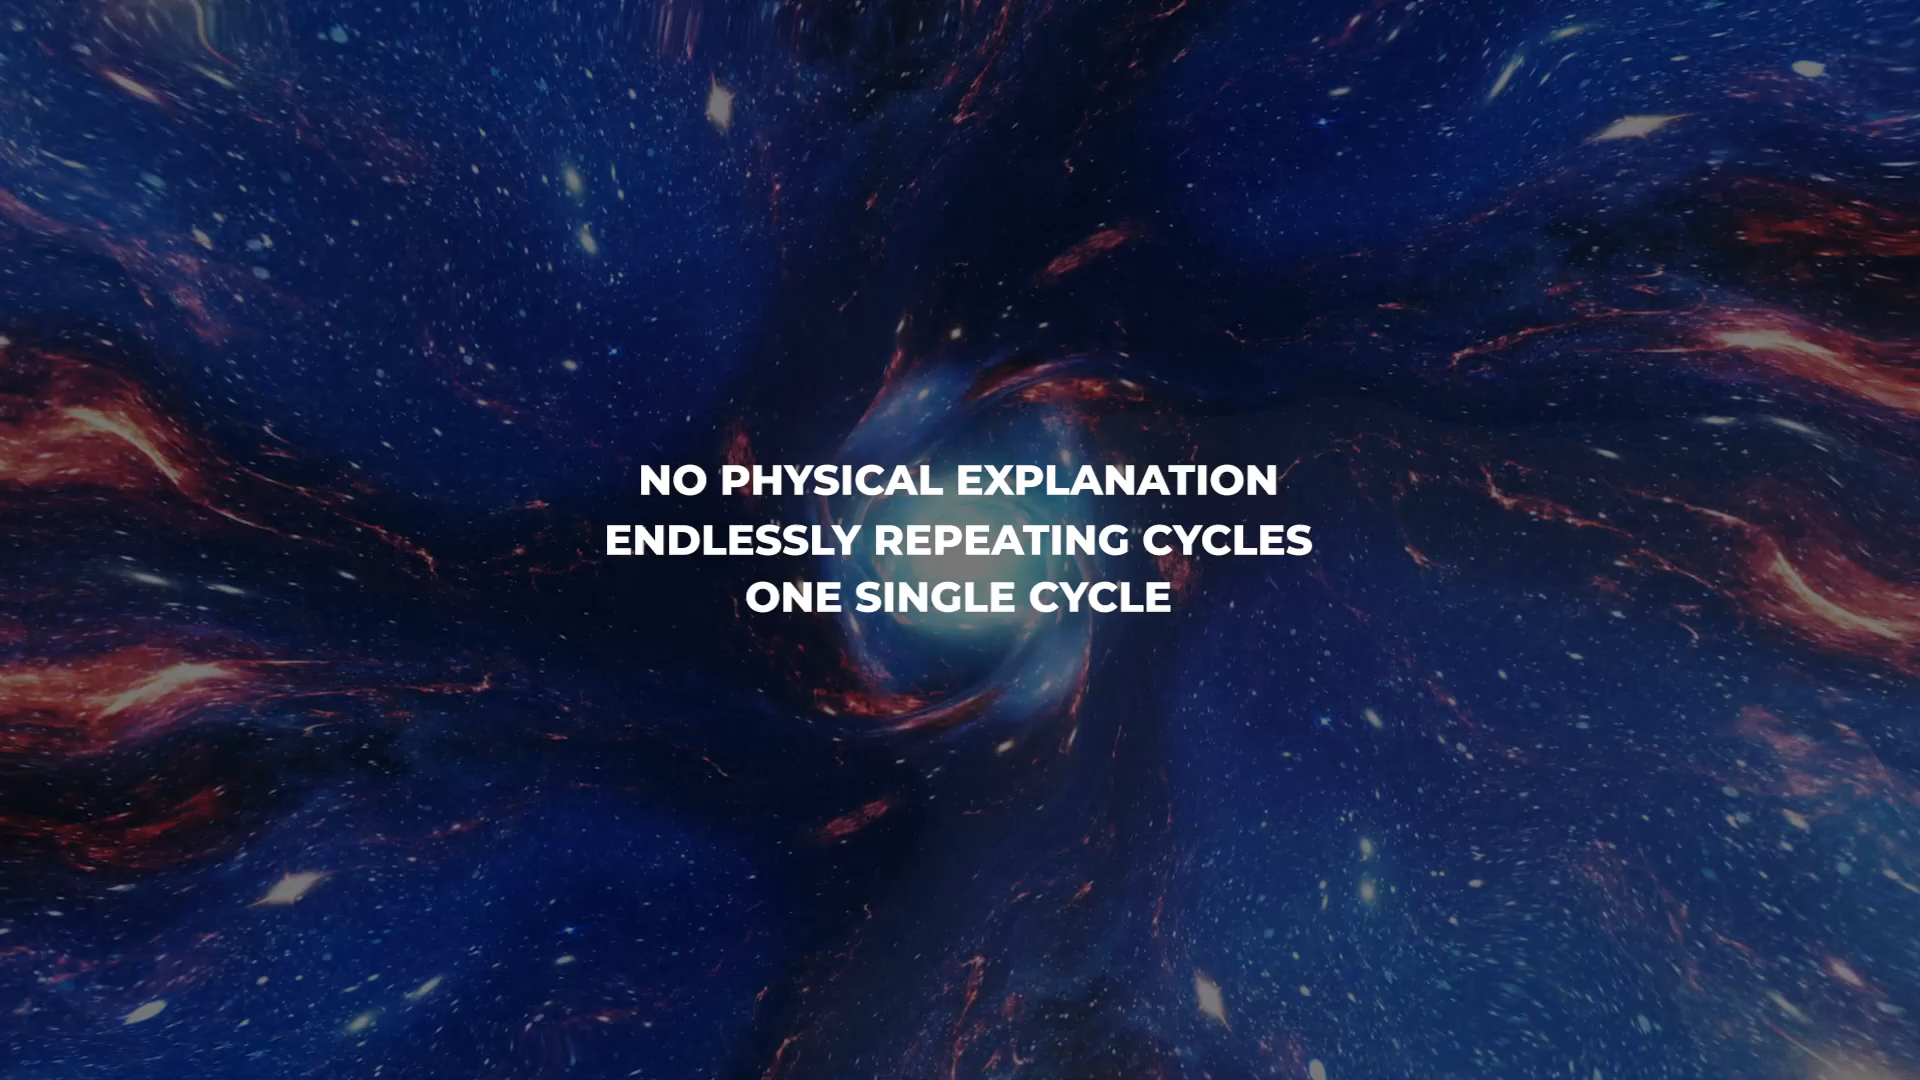 NO PHYSICAL EXPLANATION
ENDLESSLY REPEATING CYCLES
ONE SINGLE CYCLE